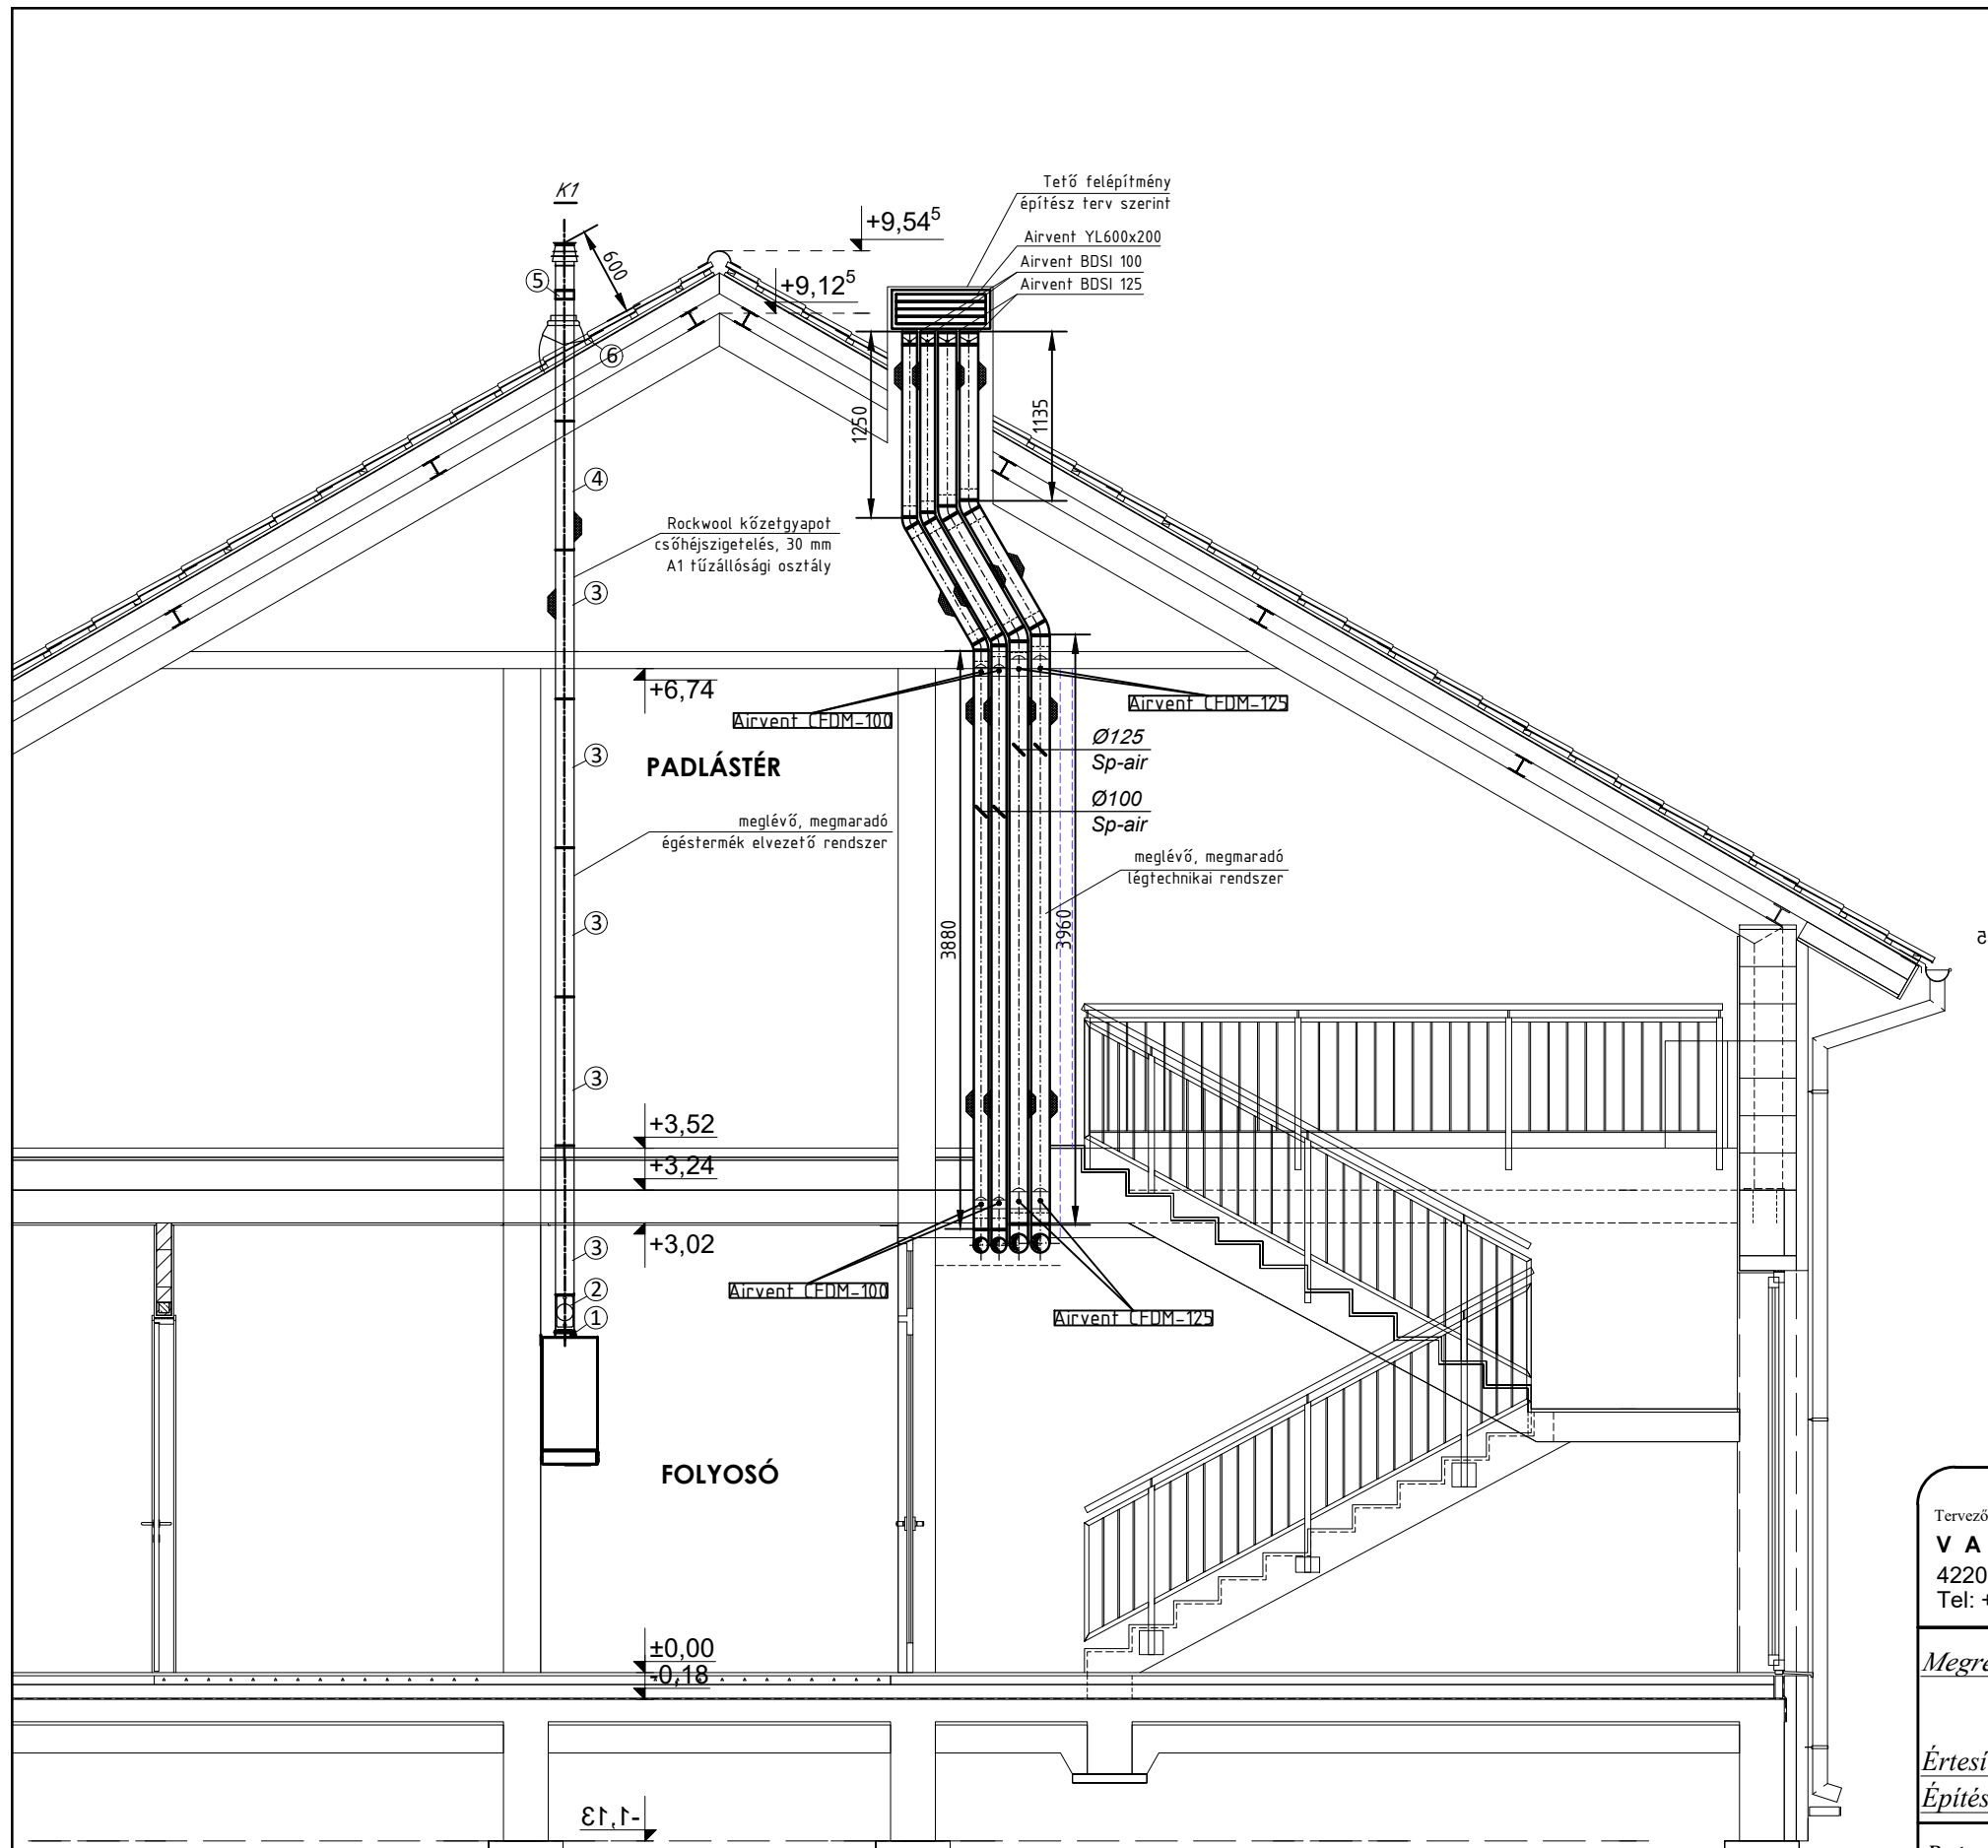 K1
600
+9,54⁵
+9,12⁵
Tető felépítmény
építész terv szerint
Airvent YL600x200
Airvent BDSI 100
Airvent BDSI 125
5
6
1250
1135
4
Rockwool kőzetgyapot
csőhéjszigetelés, 30 mm
A1 tűzállósági osztály
3
+6,74
Airvent CFDM-100
Airvent CFDM-125
Ø125
Sp-air
PADLÁSTÉR
3
Ø100
Sp-air
meglévő, megmaradó
égéstermék elvezető rendszer
meglévő, megmaradó
légtechnikai rendszer
3
3880
3960
3
+3,52
+3,24
+3,02
3
2
1
Airvent CFDM-100
Airvent CFDM-125
FOLYOSÓ
±0,00
-0,18
-1,13
Tervező
V A
4220
Tel: +
Megre
Értesí
Építés